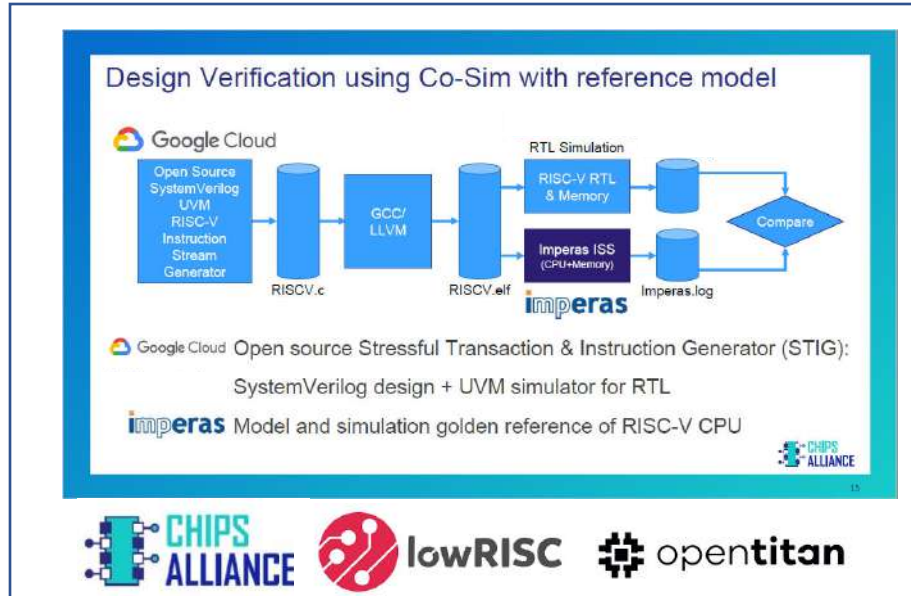 Design Verification using Co-Sim with reference model
Google Cloud
RTL Simulation
Open Source
SystemVerilog
UVM
RISC-V
Instruction
Stream
Generator
RISCV.c
GCC/
LLVM
RISCV.elf
RISC-V RTL
& Memory
Imperas ISS
(CPU+Memory)
imperas
Imperas.log
Compare
Google Cloud Open source Stressful Transaction & Instruction Generator (STIG):
SystemVerilog design + UVM simulator for RTL
imperas Model and simulation golden reference of RISC-V CPU
CHIPS
ALLIANCE
15
CHIPS
ALLIANCE
lowRISC
opentitan